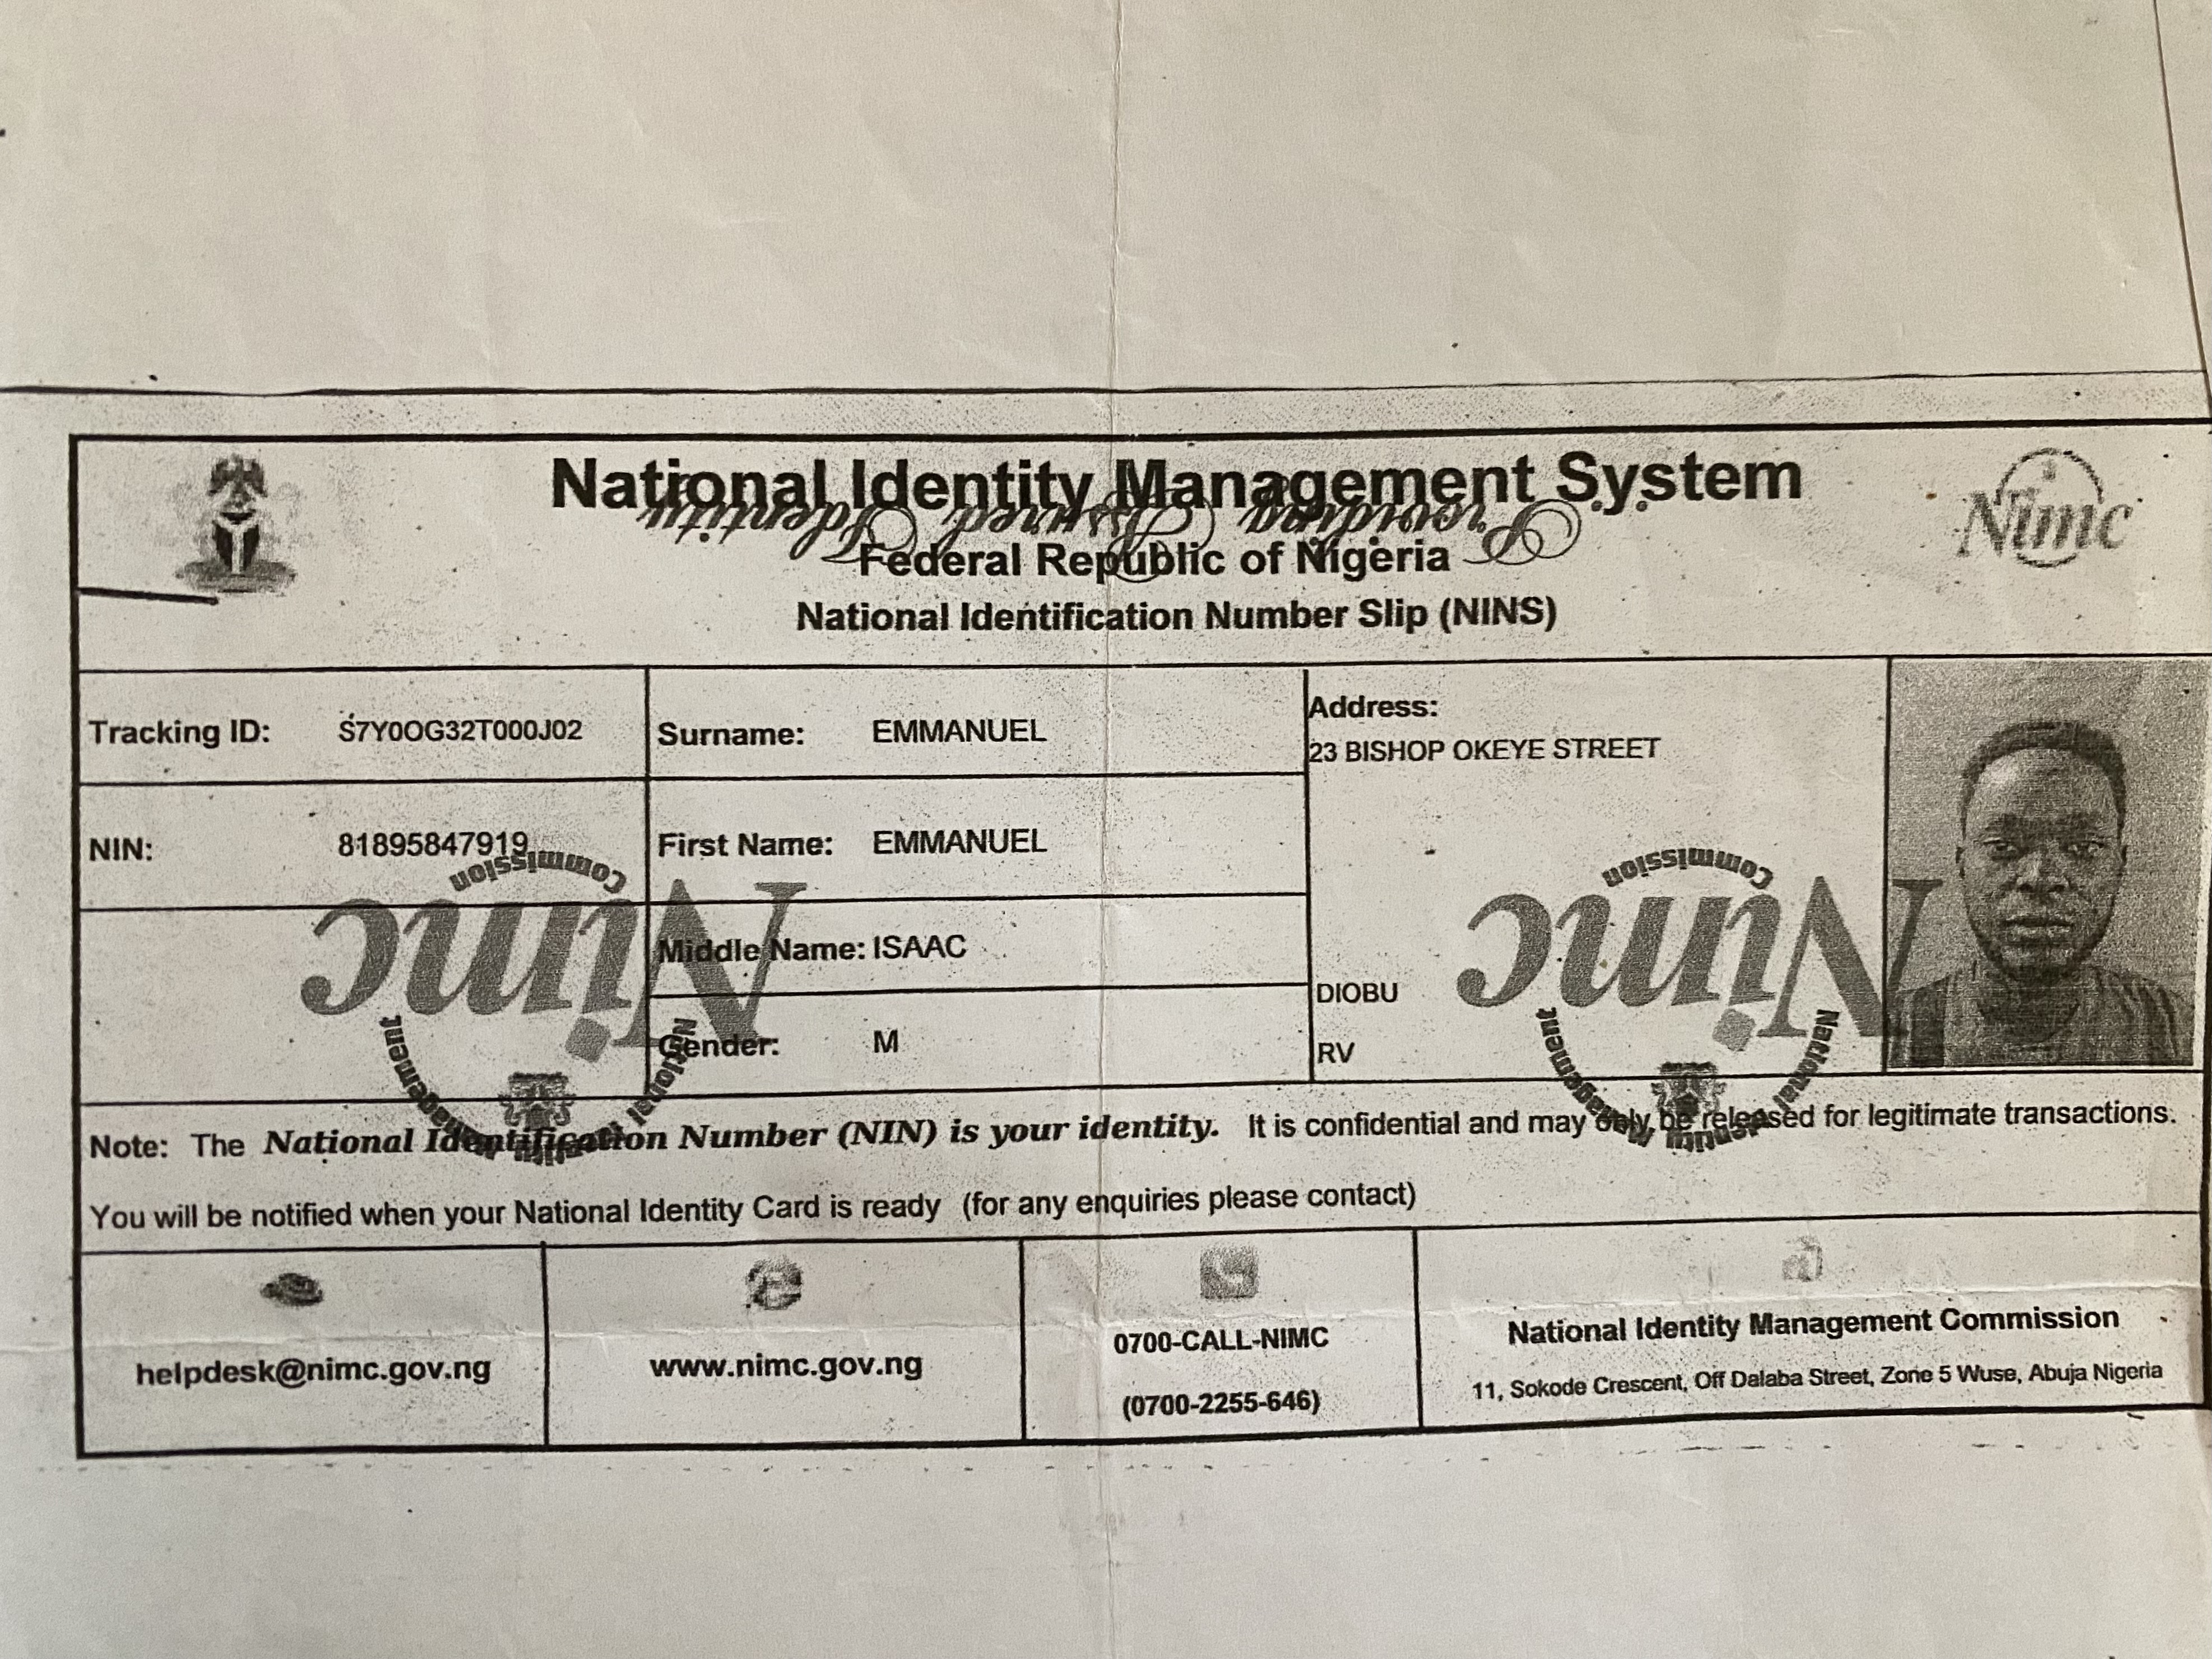 National Identity Management System
Providing Assured Identity
Federal Republic of Nigeria
National Identification Number Slip (NINS)
Nimc
Tracking ID: S7Y0OG32T000J02
Surname: EMMANUEL
Address:
23 BISHOP OKEYE STREET
NIN: 81895847919
First Name: EMMANUEL
Middle Name: ISAAC
DIOBU
Gender: M
RV
Nimc
National Identity Management Commission
Nimc
National Identity Management Commission
Note: The National Identification Number (NIN) is your identity. It is confidential and may only be released for legitimate transactions.
You will be notified when your National Identity Card is ready (for any enquiries please contact)
helpdesk@nimc.gov.ng
www.nimc.gov.ng
0700-CALL-NIMC
(0700-2255-646)
National Identity Management Commission
11, Sokode Crescent, Off Dalaba Street, Zone 5 Wuse, Abuja Nigeria